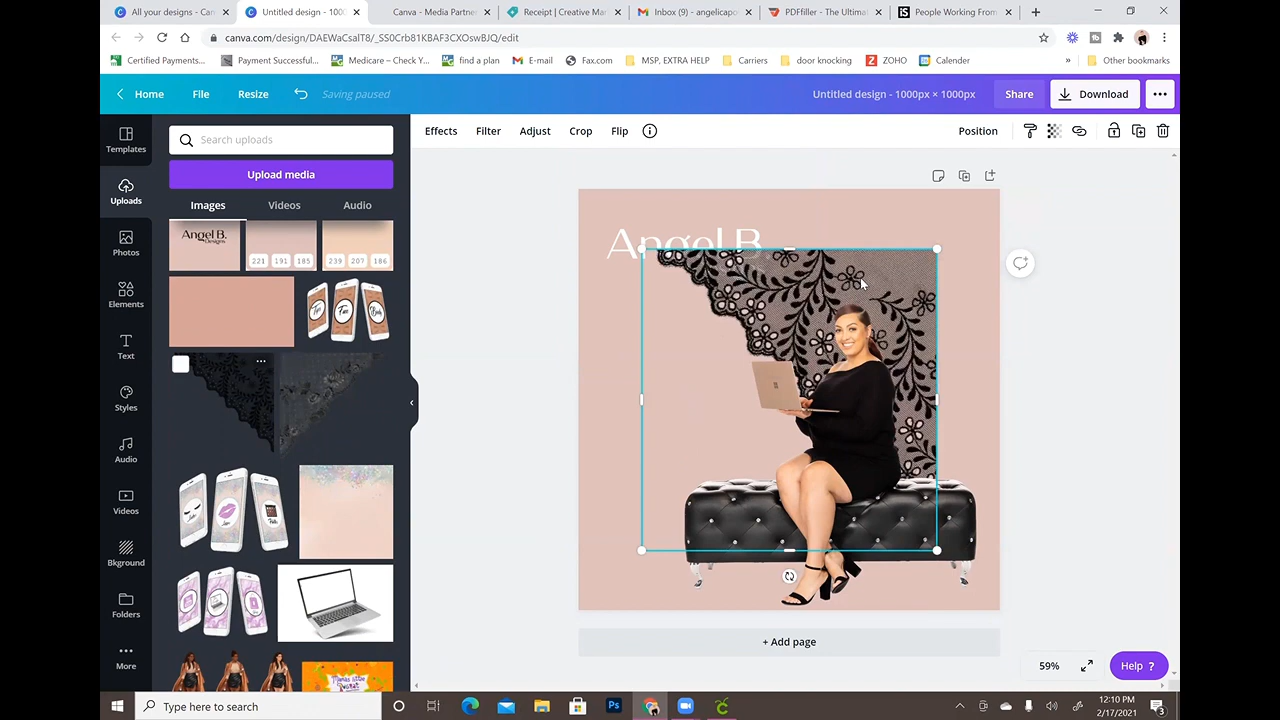 All your designs - Can
Untitled design - 1000
Canva - Media Partner
Receipt | Creative Mar
Inbox (9) - angelicapo
PDFfiller - The Ultima
People Working From
canva.com/design/DAEWaCsalT8/_SS0Crb81KBAF3CXOswBJQ/edit
Certified Payments...
Payment Successful...
Medicare – Check Y...
find a plan
E-mail
Fax.com
MSP, EXTRA HELP
Carriers
door knocking
ZOHO
Calender
»
Other bookmarks
Home
File
Resize
Saving paused
Untitled design - 1000px × 1000px
Share
Download
Templates
Uploads
Photos
Elements
Text
Styles
Audio
Videos
Bkground
Folders
More
Search uploads
Upload media
Images
Videos
Audio
Angel B.
Designs
221 191 185
239 207 186
Effects
Filter
Adjust
Crop
Flip
Position
Angel B.
+ Add page
59%
Help ?
Type here to search
Ps
12:10 PM
2/17/2021
3